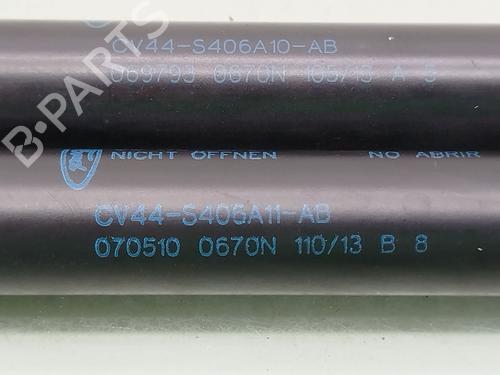 CV44-S406A10-AB
069793 0670N 105/13 A 8
NICHT ÖFFNEN NO ABRIR
CV44-S406A11-AB
070510 0670N 110/13 B 8
B-PARTS